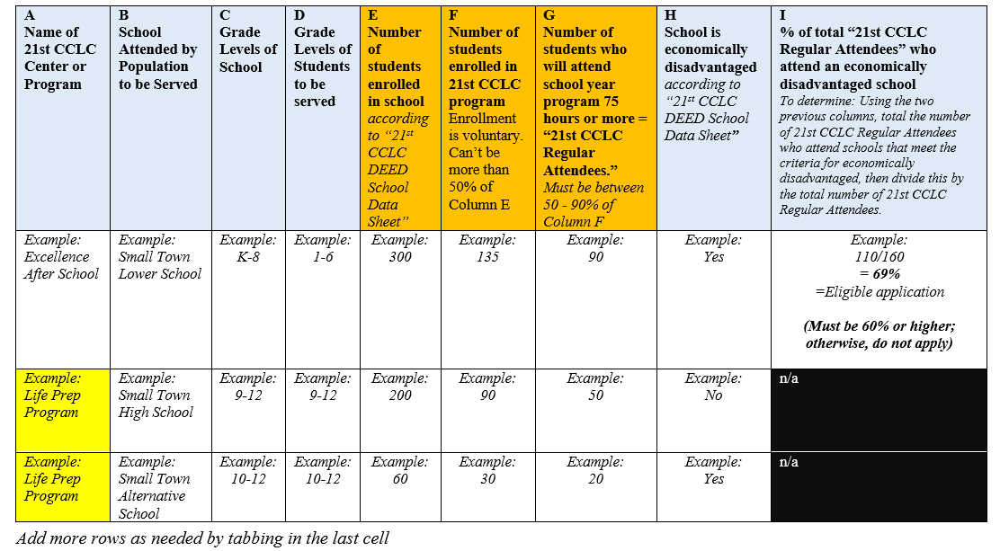 A
Name of
21st CCLC
Center or
Program
B
School
Attended by
Population
to be Served
C
Grade
Levels of
School
D
Grade
Levels of
Students
to be
served
E
Number
of
students
enrolled
in school
according
to “21st
CCLC
DEED
School
Data
Sheet”
F
Number of
students
enrolled in
21st CCLC
program
Enrollment
is voluntary.
Can’t be
more than
50% of
Column E
G
Number of
students who
will attend
school year
program 75
hours or more =
“21st CCLC
Regular
Attendees.”
Must be between
50 - 90% of
Column F
H
School is
economically
disadvantaged
according to
“21st CCLC
DEED School
Data Sheet”
I
% of total “21st CCLC
Regular Attendees” who
attend an economically
disadvantaged school
To determine: Using the two
previous columns, total the number
of 21st CCLC Regular Attendees
who attend schools that meet the
criteria for economically
disadvantaged, then divide this by
the total number of 21st CCLC
Regular Attendees.
Example:
Excellence
After School
Example:
Small Town
Lower School
Example:
K-8
Example:
1-6
Example:
300
Example:
135
Example:
90
Example:
Yes
Example:
110/160
= 69%
=Eligible application
(Must be 60% or higher;
otherwise, do not apply)
Example:
Life Prep
Program
Example:
Small Town
High School
Example:
9-12
Example:
9-12
Example:
200
Example:
90
Example:
50
Example:
No
n/a
Example:
Life Prep
Program
Example:
Small Town
Alternative
School
Example:
10-12
Example:
10-12
Example:
60
Example:
30
Example:
20
Example:
Yes
n/a
Add more rows as needed by tabbing in the last cell